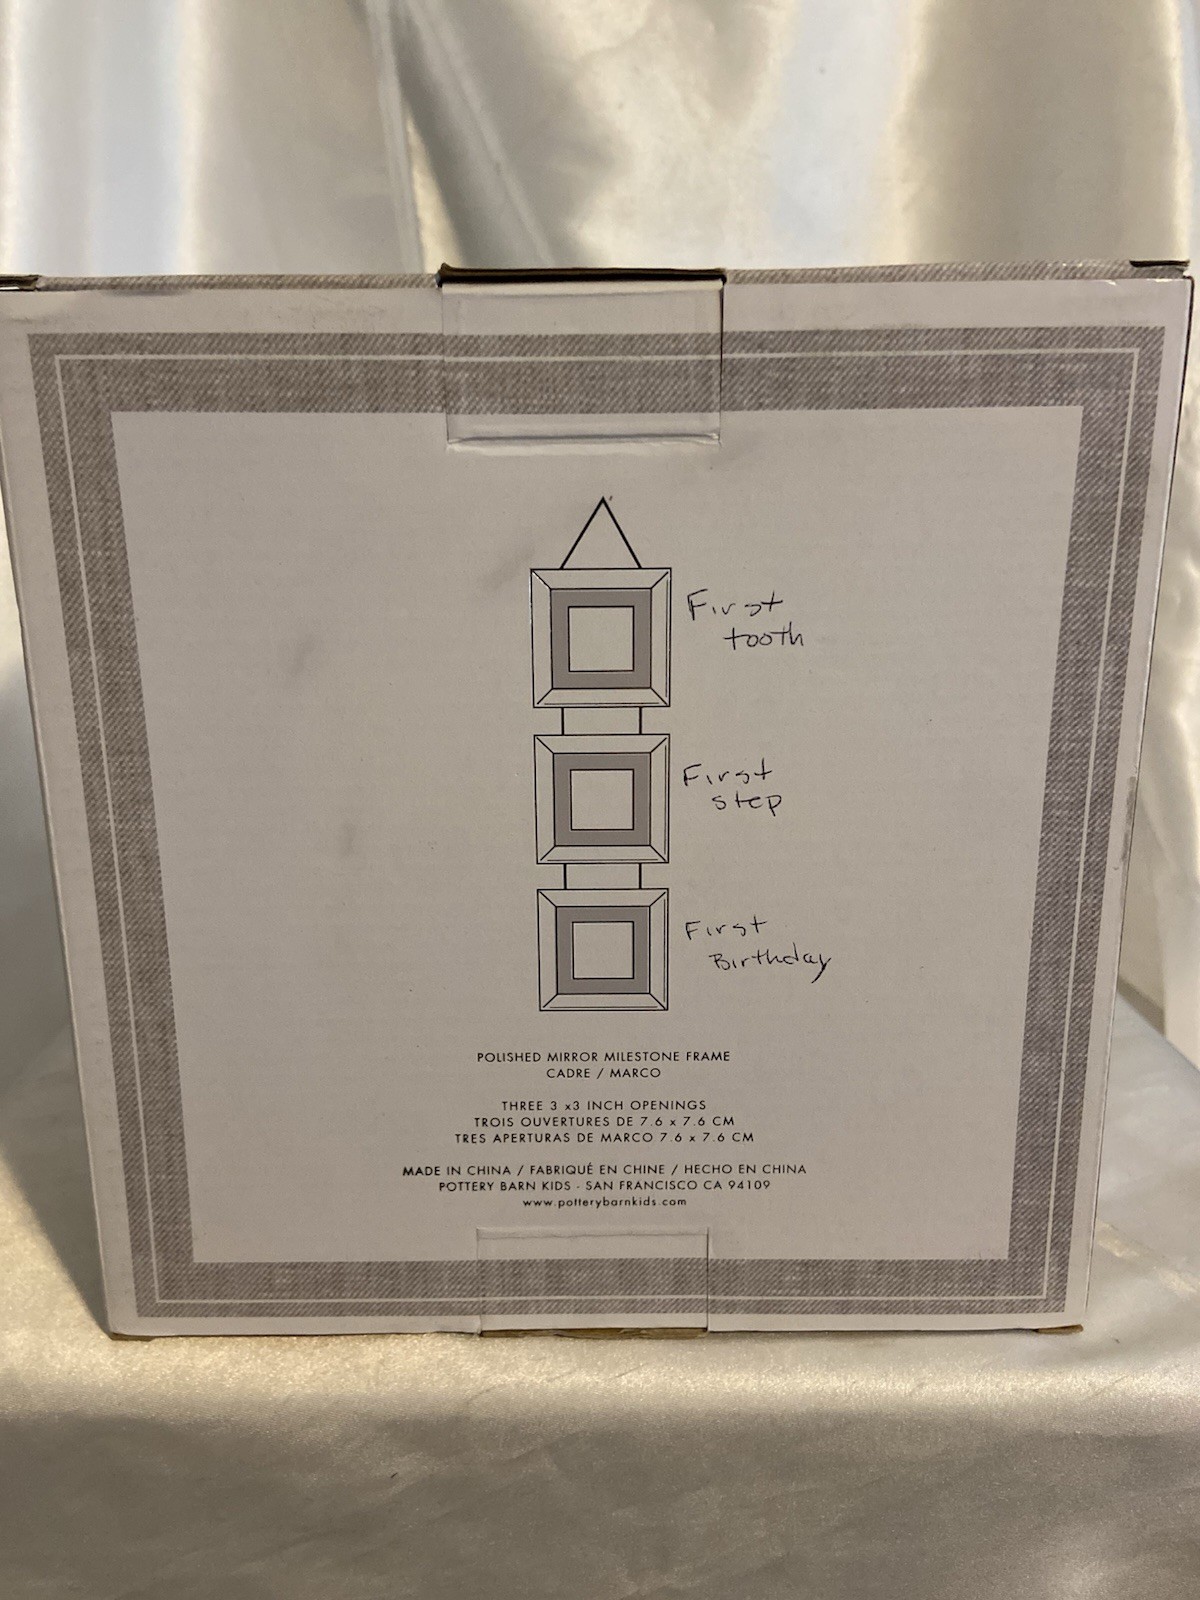 First
tooth
First
step
First
Birthday
POLISHED MIRROR MILESTONE FRAME
CADRE / MARCO
THREE 3 x3 INCH OPENINGS
TROIS OUVERTURES DE 7.6 x 7.6 CM
TRES APERTURAS DE MARCO 7.6 x 7.6 CM
MADE IN CHINA / FABRIQUÉ EN CHINE / HECHO EN CHINA
POTTERY BARN KIDS · SAN FRANCISCO CA 94109
www.potterybarnkids.com